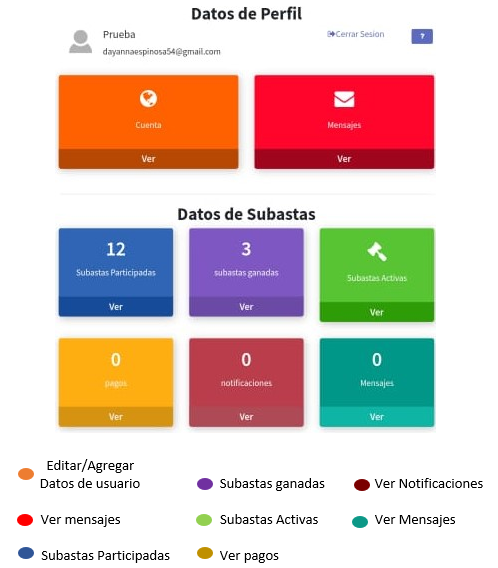 Datos de Perfil
Prueba
Cerrar Sesion
?
dayannaespinosa54@gmail.com
Cuenta
Mensajes
Ver
Ver
Datos de Subastas
12
3
Subastas Participadas
subastas ganadas
Subastas Activas
Ver
Ver
Ver
0
0
0
pagos
notificaciones
Mensajes
Ver
Ver
Ver
Editar/Agregar
Datos de usuario
Subastas ganadas
Ver Notificaciones
Ver mensajes
Subastas Activas
Ver Mensajes
Subastas Participadas
Ver pagos